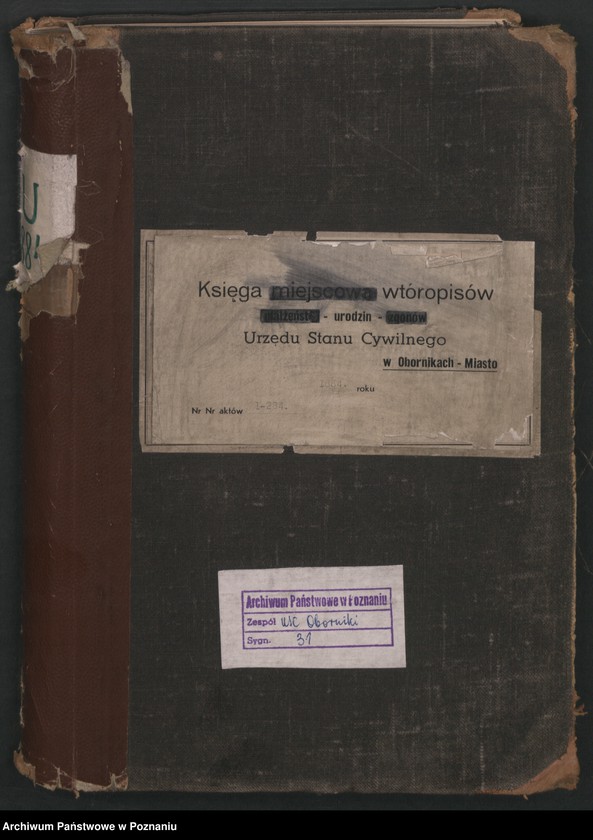 U
Księga miejscowa wtóropisów
małżeństw - urodzin - zgonów
Urzędu Stanu Cywilnego
w Obornikach - Miasto
roku
Nr Nr aktów
Archiwum Państwowe w Poznaniu
Zespół USC Oborniki
Sygn. 31
Archiwum Państwowe w Poznaniu